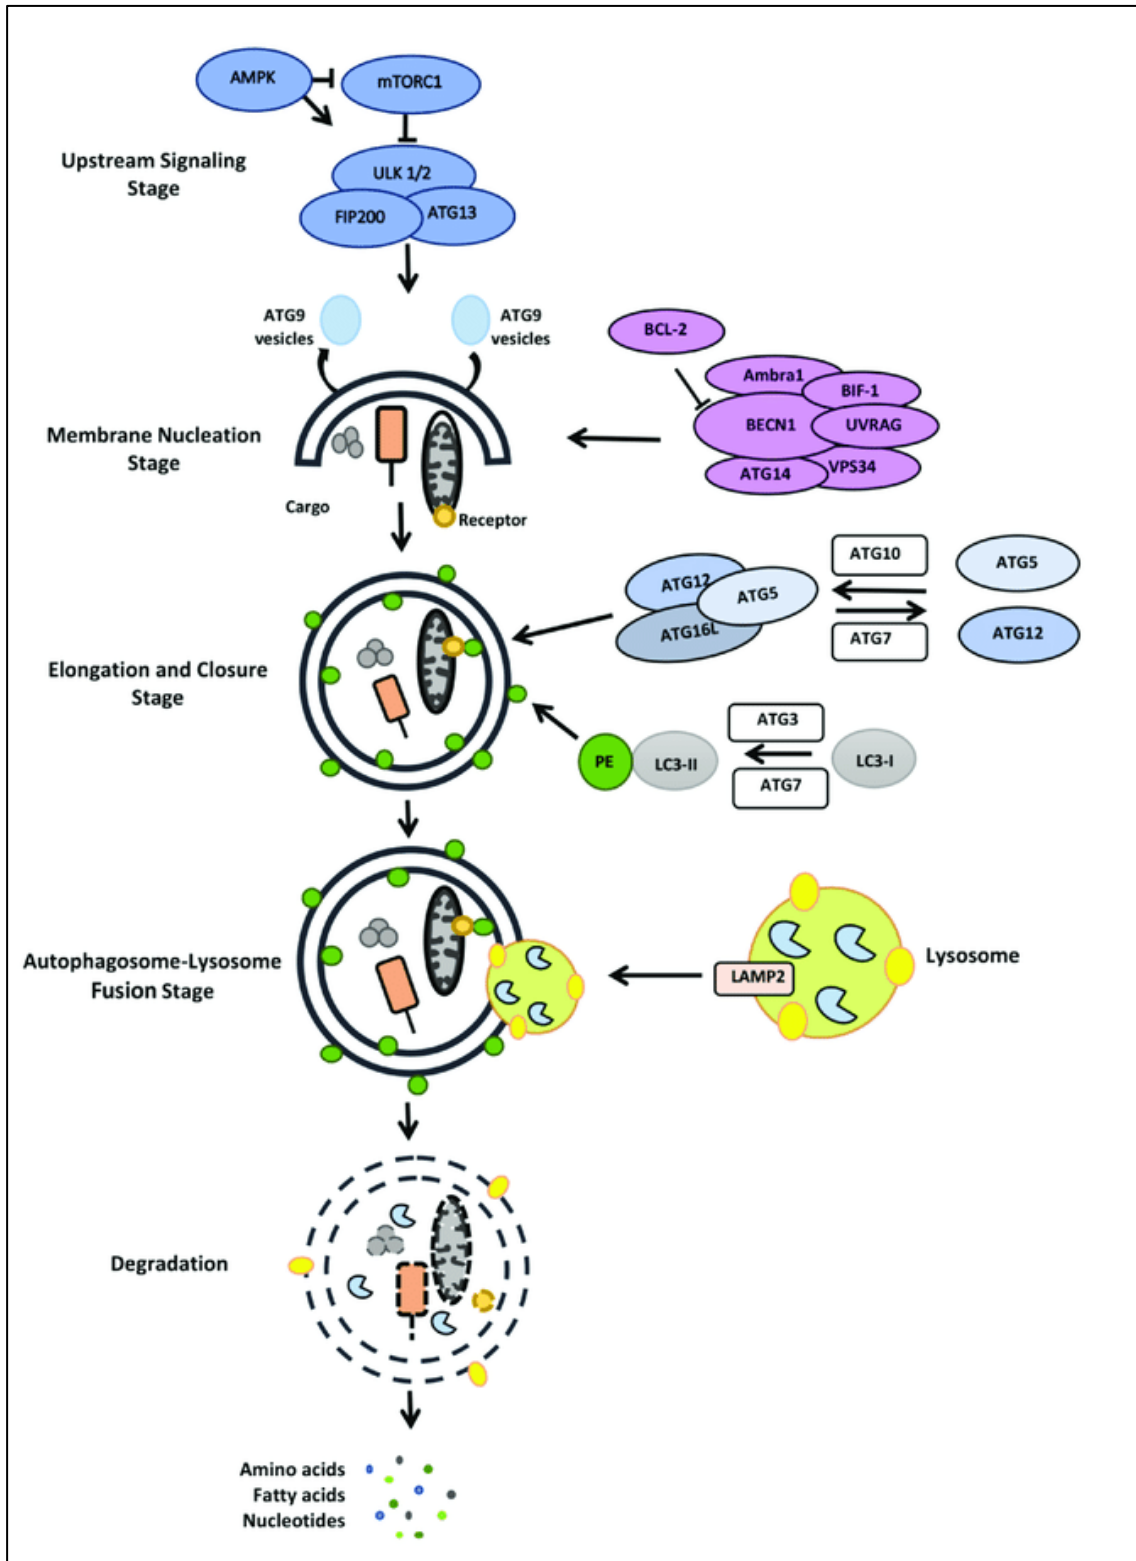 AMPK
mTORC1
Upstream Signaling
Stage
ULK 1/2
FIP200
ATG13
ATG9
vesicles
ATG9
vesicles
BCL-2
Ambra1
BIF-1
BECN1
UVRAG
ATG14
VPS34
Membrane Nucleation
Stage
Cargo
Receptor
ATG12
ATG5
ATG16L
ATG10
ATG7
ATG5
ATG12
Elongation and Closure
Stage
PE
LC3-II
ATG3
ATG7
LC3-I
Autophagosome-Lysosome
Fusion Stage
LAMP2
Lysosome
Degradation
Amino acids
Fatty acids
Nucleotides